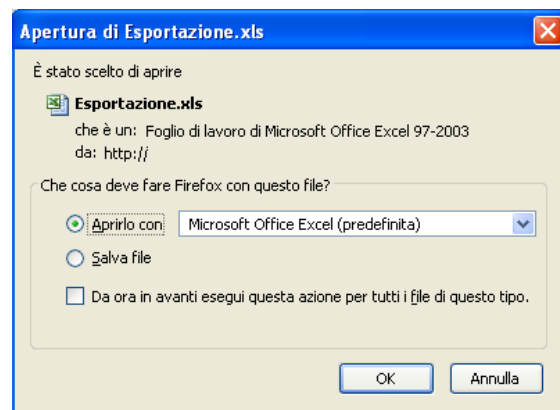 Apertura di Esportazione.xls
È stato scelto di aprire
Esportazione.xls
che è un: Foglio di lavoro di Microsoft Office Excel 97-2003
da: http://
Che cosa deve fare Firefox con questo file?
Aprirlo con Microsoft Office Excel (predefinita)
Salva file
Da ora in avanti esegui questa azione per tutti i file di questo tipo.
OK Annulla